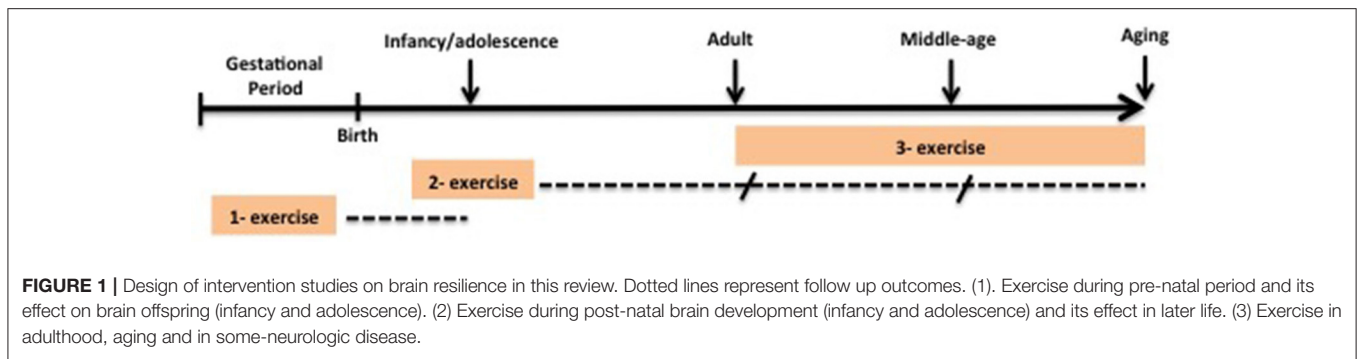 Infancy/adolescence
Adult
Middle-age
Aging
Gestational
Period
Birth
3- exercise
2- exercise
1- exercise
FIGURE 1 | Design of intervention studies on brain resilience in this review. Dotted lines represent follow up outcomes. (1). Exercise during pre-natal period and its
effect on brain offspring (infancy and adolescence). (2) Exercise during post-natal brain development (infancy and adolescence) and its effect in later life. (3) Exercise in
adulthood, aging and in some-neurologic disease.